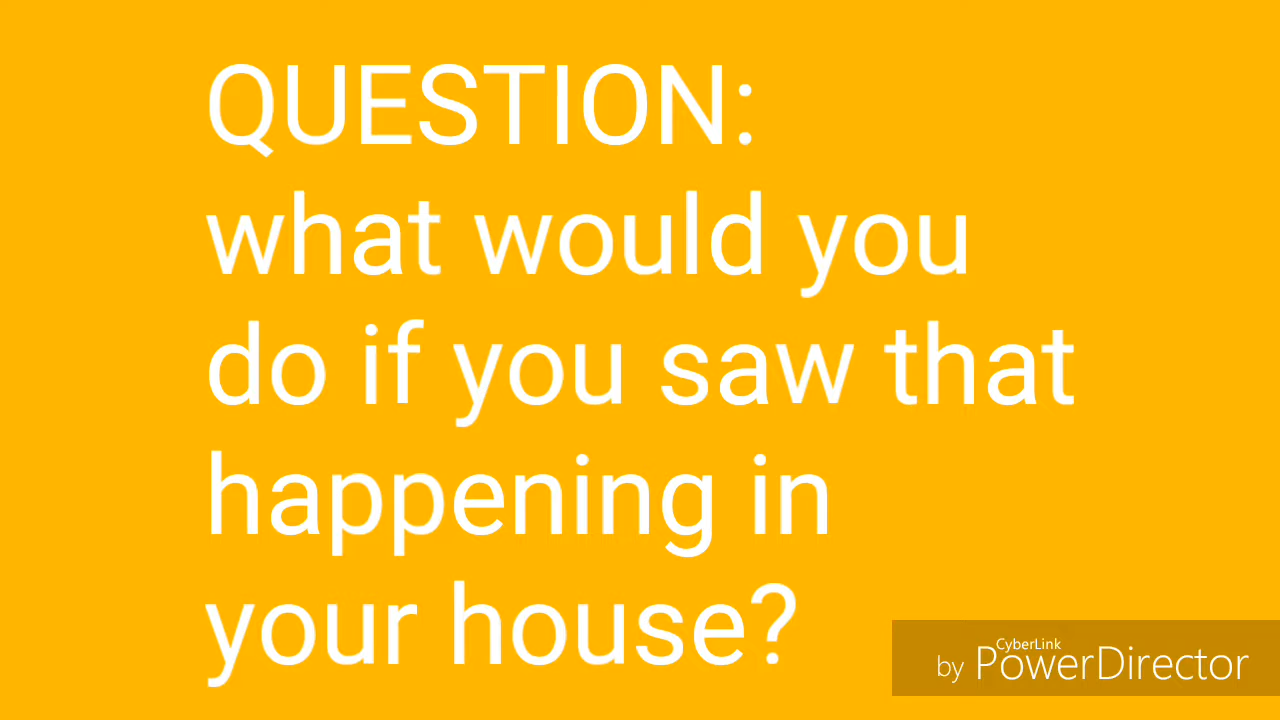 QUESTION:
what would you
do if you saw that
happening in
your house?
CyberLink
by PowerDirector